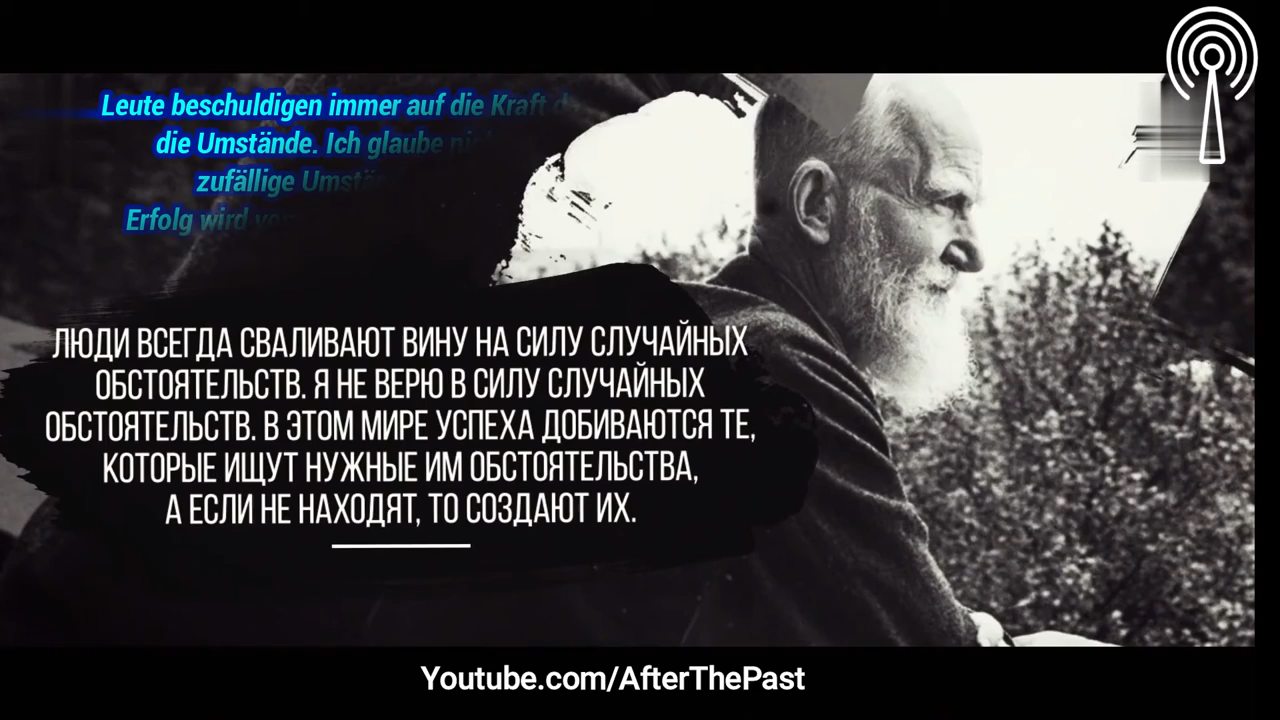 Leute beschuldigen immer auf die Kraft
die Umstände. Ich glaube
zufällige
Erfolg wird
ЛЮДИ ВСЕГДА СВАЛИВАЮТ ВИНУ НА СИЛУ СЛУЧАЙНЫХ
ОБСТОЯТЕЛЬСТВ. Я НЕ ВЕРЮ В СИЛУ СЛУЧАЙНЫХ
ОБСТОЯТЕЛЬСТВ. В ЭТОМ МИРЕ УСПЕХА ДОБИВАЮТСЯ ТЕ,
КОТОРЫЕ ИЩУТ НУЖНЫЕ ИМ ОБСТОЯТЕЛЬСТВА,
А ЕСЛИ НЕ НАХОДЯТ, ТО СОЗДАЮТ ИХ.
Youtube.com/AfterThePast